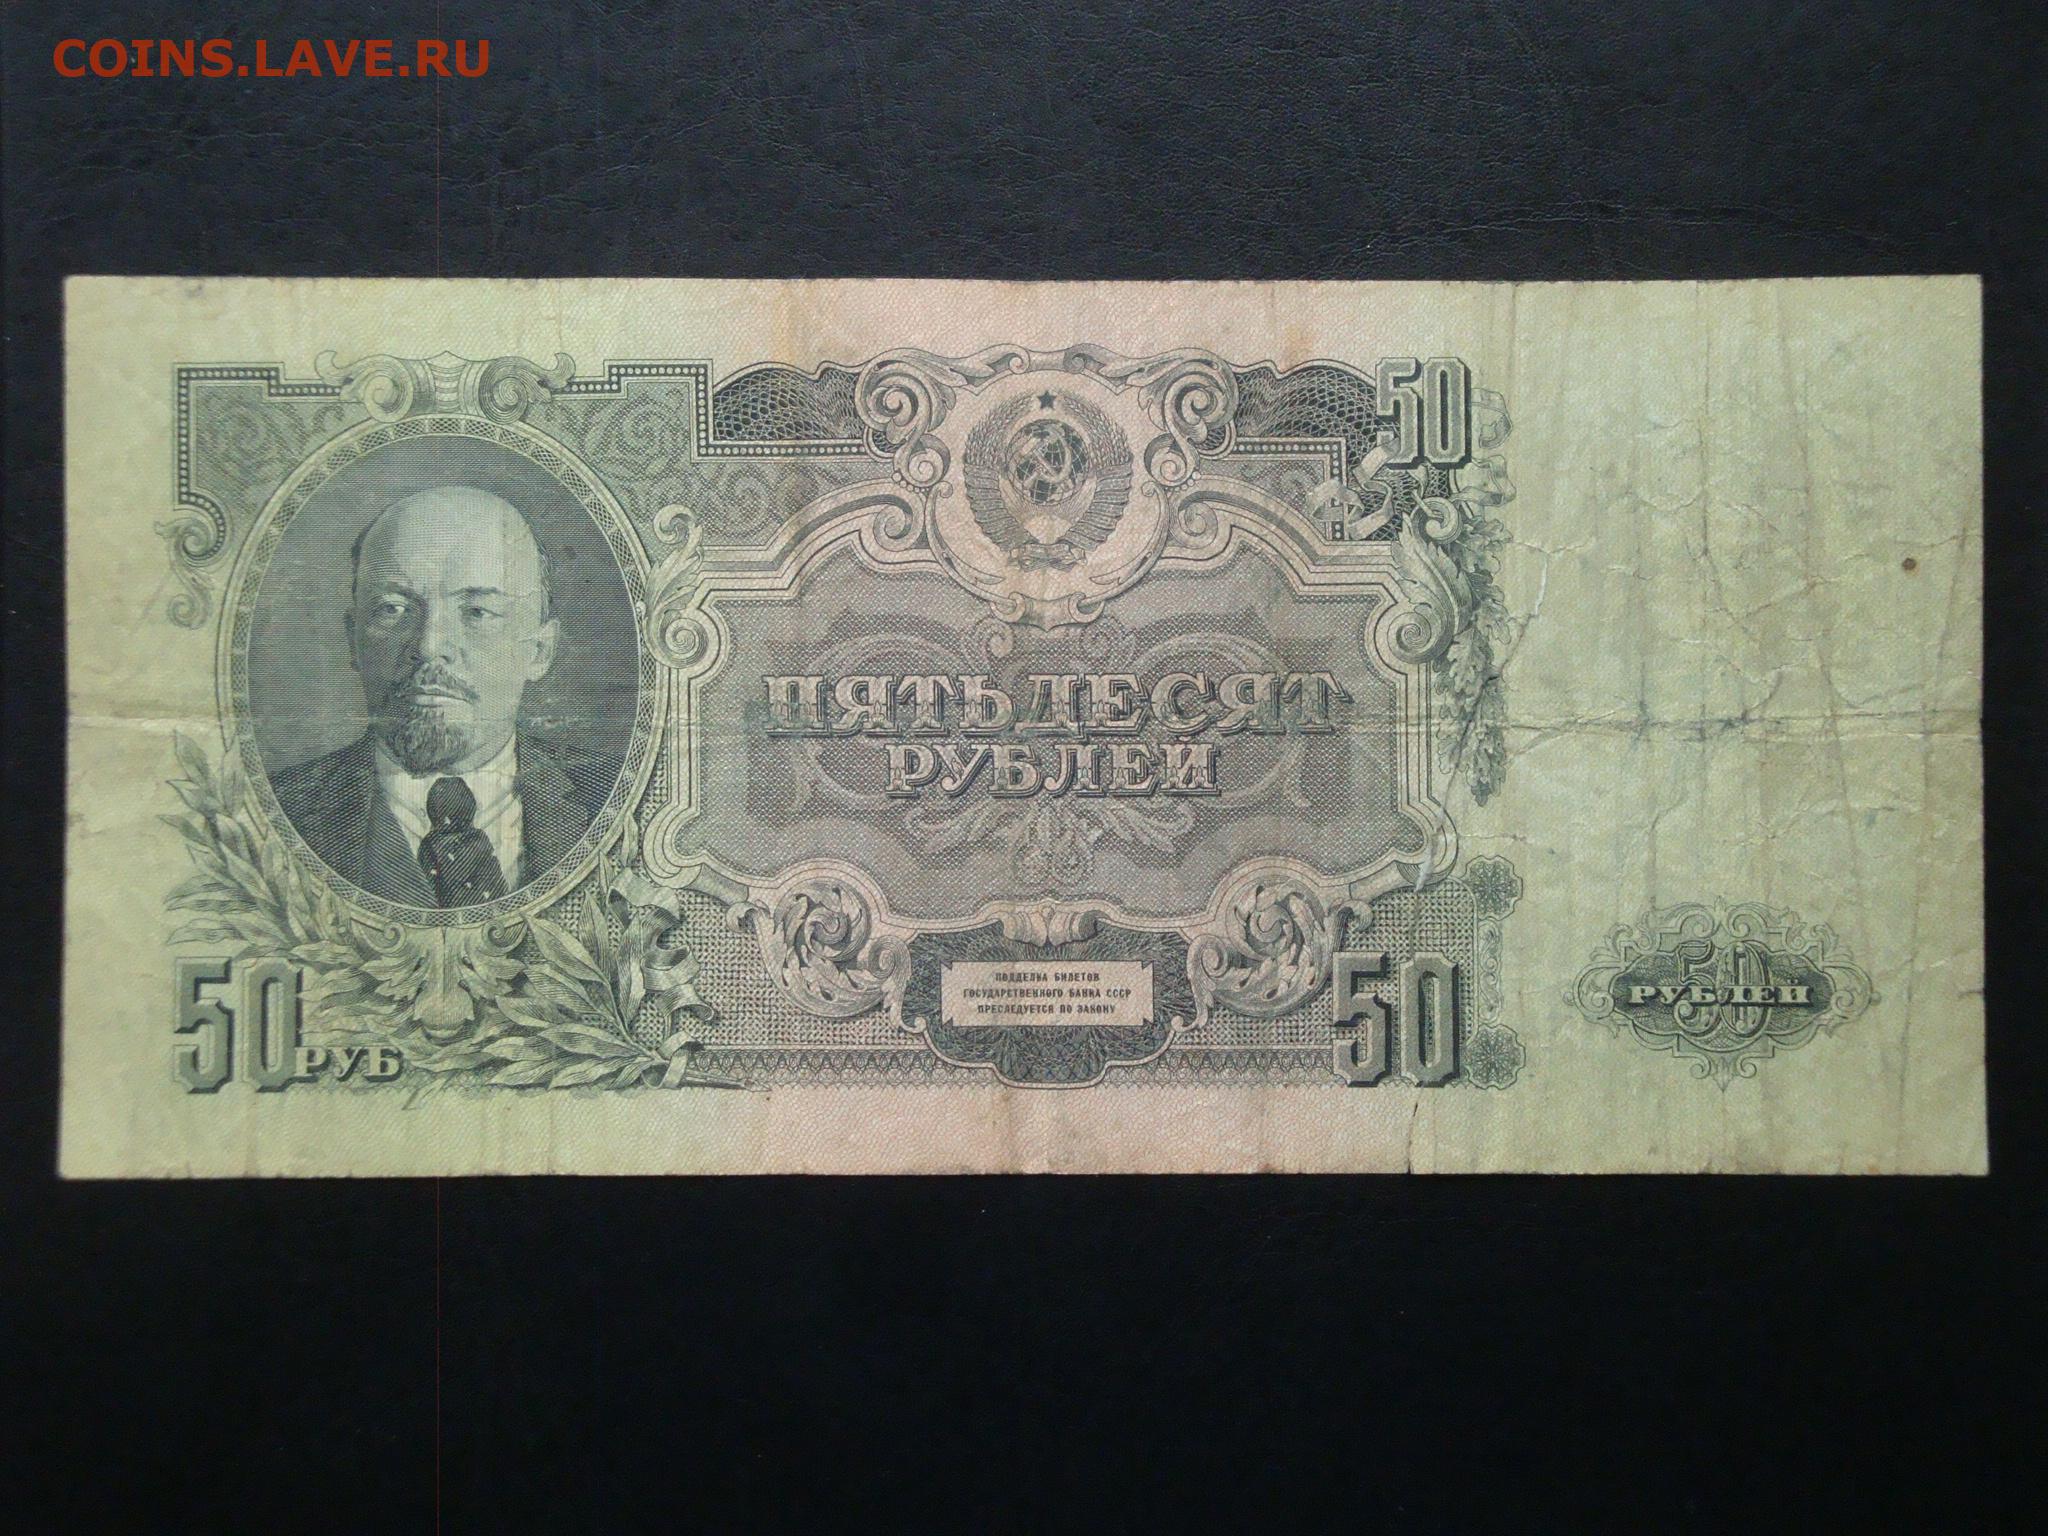 COINS.LAVE.RU
50
ПЯТЬДЕСЯТ
РУБЛЕЙ
50 РУБ
ПОДДЕЛКА БИЛЕТОВ
ГОСУДАРСТВЕННОГО БАНКА СССР
ПРЕСЛЕДУЕТСЯ ПО ЗАКОНУ
50
50
РУБЛЕЙ